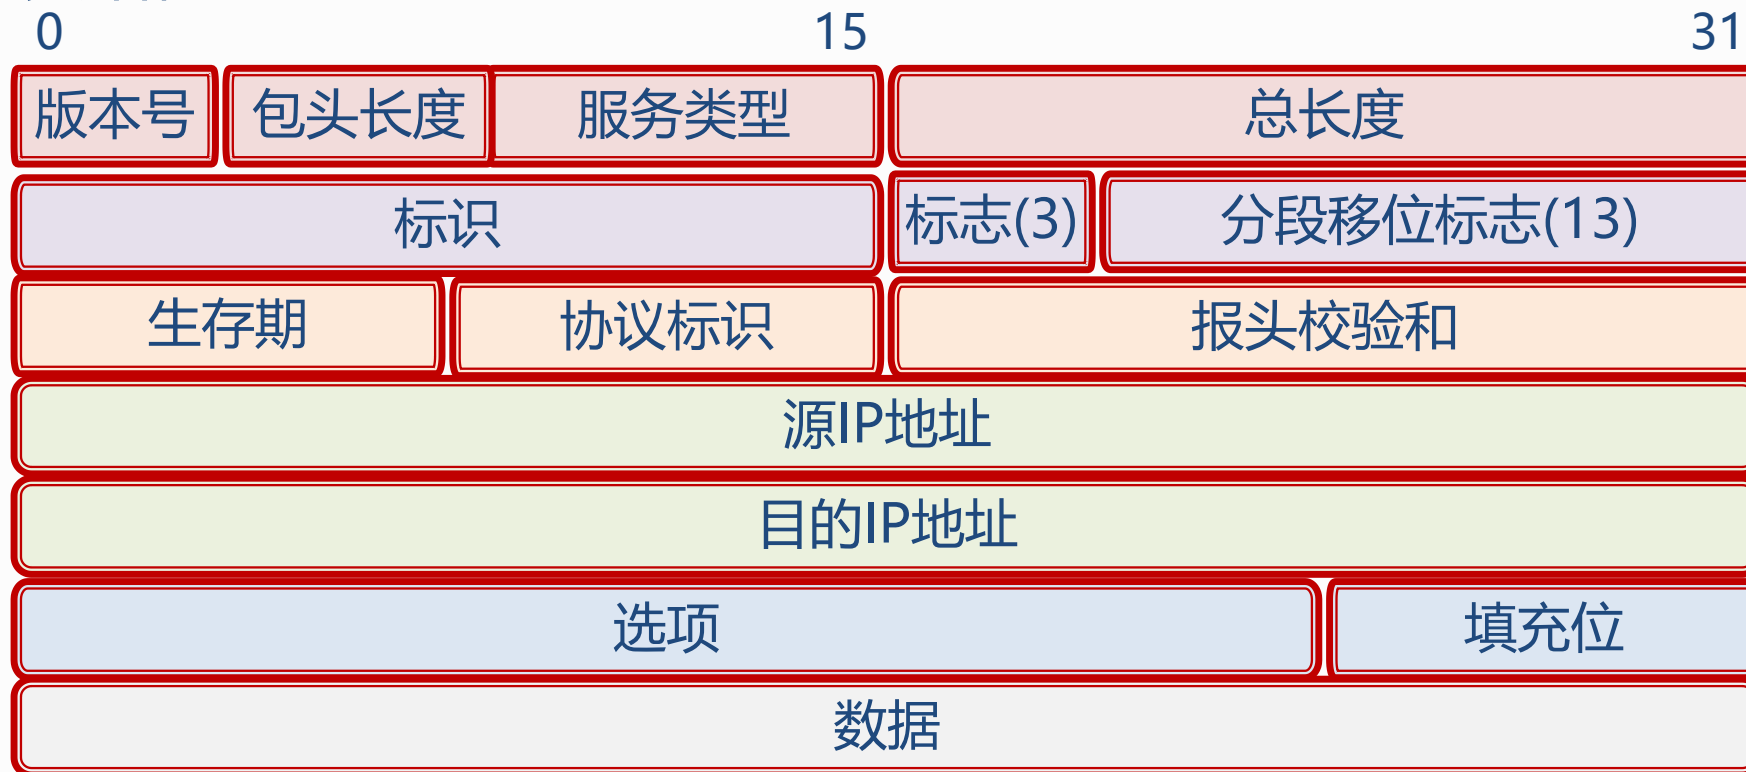 0 15 31
版本号 包头长度 服务类型 总长度
标识 标志(3) 分段移位标志(13)
生存期 协议标识 报头校验和
源IP地址
目的IP地址
选项 填充位
数据